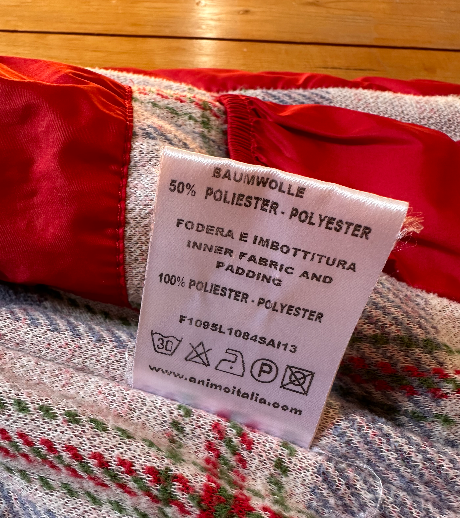 BAUMWOLLE
50% POLIESTER - POLYESTER
FODERA E IMBOTTITURA
INNER FABRIC AND
PADDING
100% POLIESTER - POLYESTER
F1095L1084SAI13
30 P
www.animoitalia.com